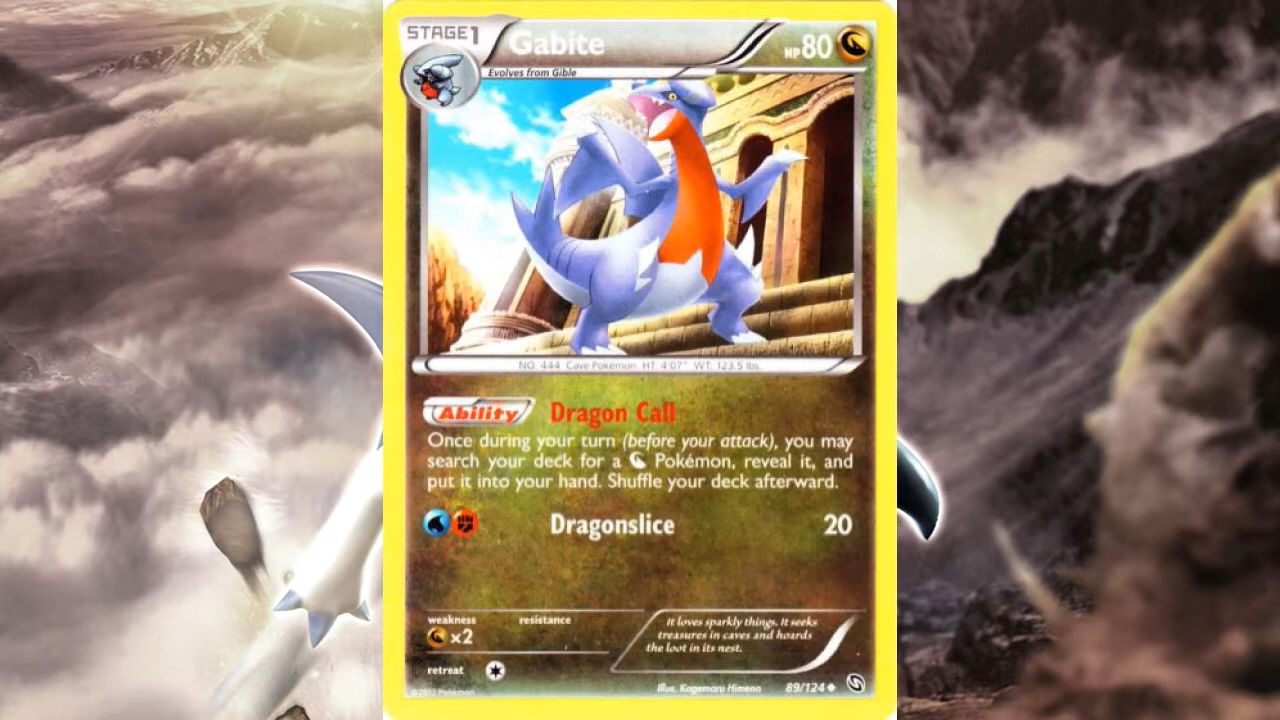 STAGE1 Gabite HP80
Evolves from Gible
NO. 444 Cave Pokémon HT: 4'07" WT: 123.5 lbs.
Ability Dragon Call
Once during your turn (before your attack), you may
search your deck for a Pokémon, reveal it, and
put it into your hand. Shuffle your deck afterward.
Dragonslice 20
weakness resistance
x2
It loves sparkly things. It seeks
treasures in caves and hoards
the loot in its nest.
retreat
©2012 Pokémon Illus. Kagemaru Himeno 89/124